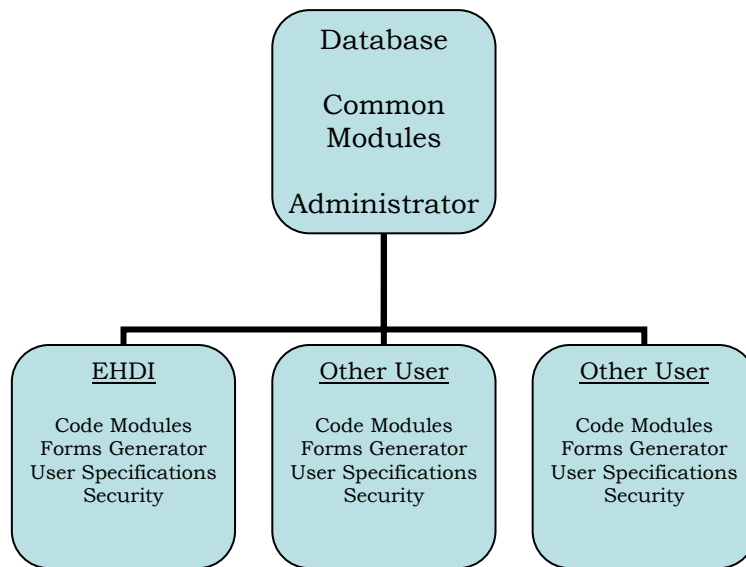 Database
Common
Modules
Administrator
EHDI
Code Modules
Forms Generator
User Specifications
Security
Other User
Code Modules
Forms Generator
User Specifications
Security
Other User
Code Modules
Forms Generator
User Specifications
Security